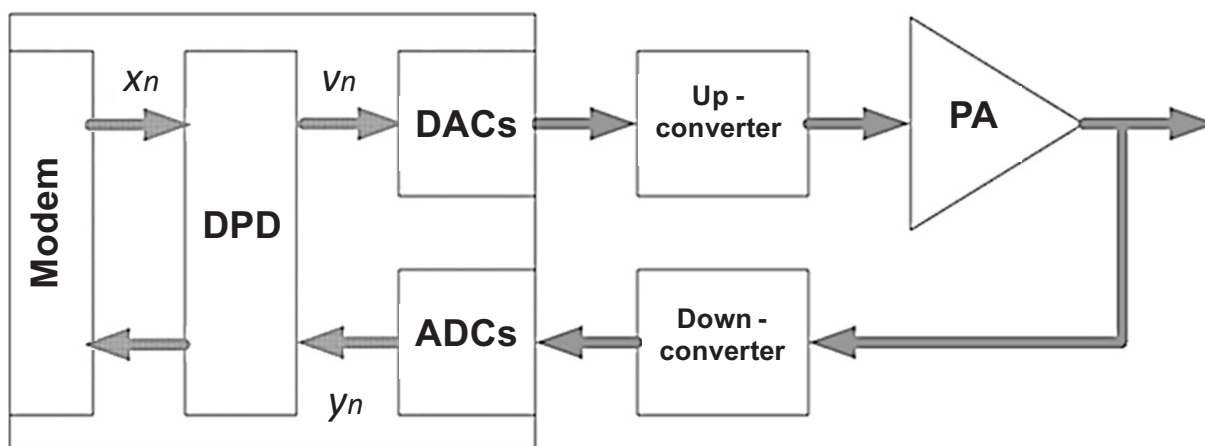 xn
vn
Modem
DPD
DACs
Up -
converter
PA
ADCs
Down -
converter
yn